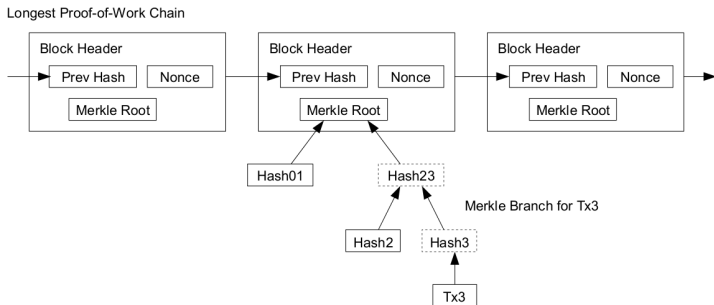 Longest Proof-of-Work Chain
Block Header
Prev Hash
Nonce
Merkle Root
Block Header
Prev Hash
Nonce
Merkle Root
Block Header
Prev Hash
Nonce
Merkle Root
Hash01
Hash23
Merkle Branch for Tx3
Hash2
Hash3
Tx3